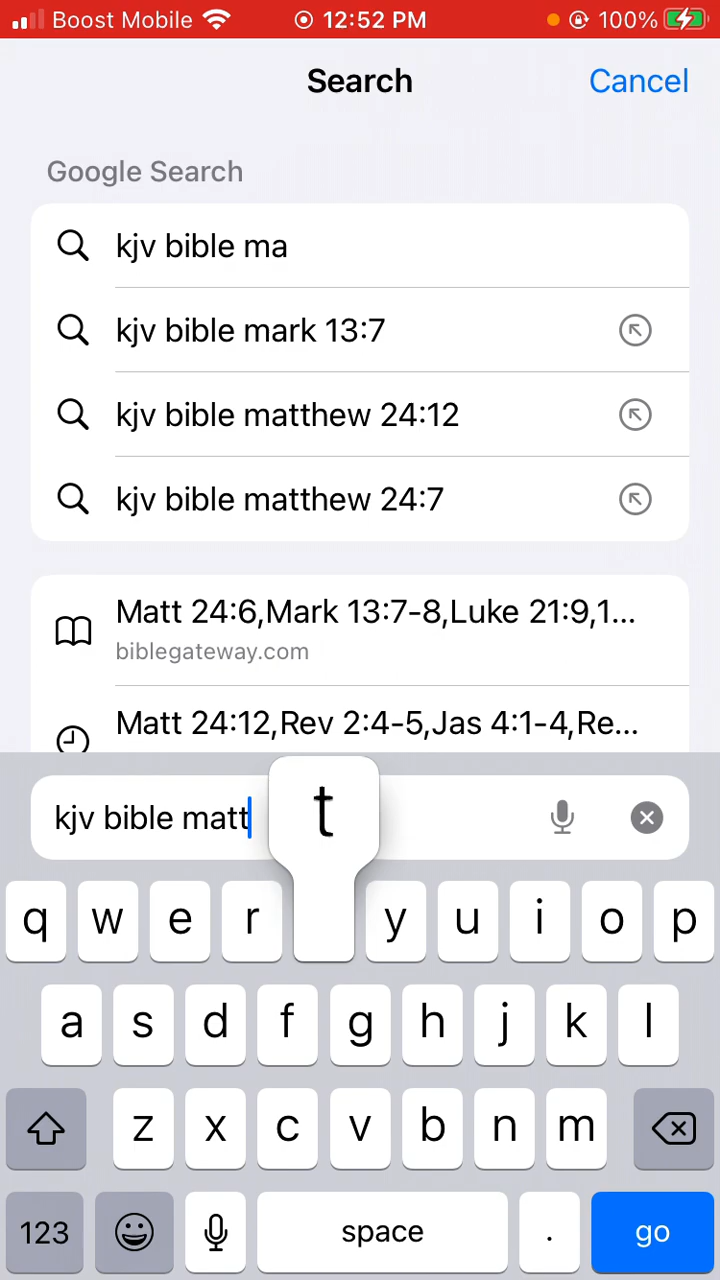 Boost Mobile 12:52 PM 100%
Search Cancel
Google Search
kjv bible ma
kjv bible mark 13:7
kjv bible matthew 24:12
kjv bible matthew 24:7
Matt 24:6,Mark 13:7-8,Luke 21:9,1...
biblegateway.com
Matt 24:12,Rev 2:4-5,Jas 4:1-4,Re...
kjv bible matt t
q w e r y u i o p
a s d f g h j k l
z x c v b n m
123 space . go